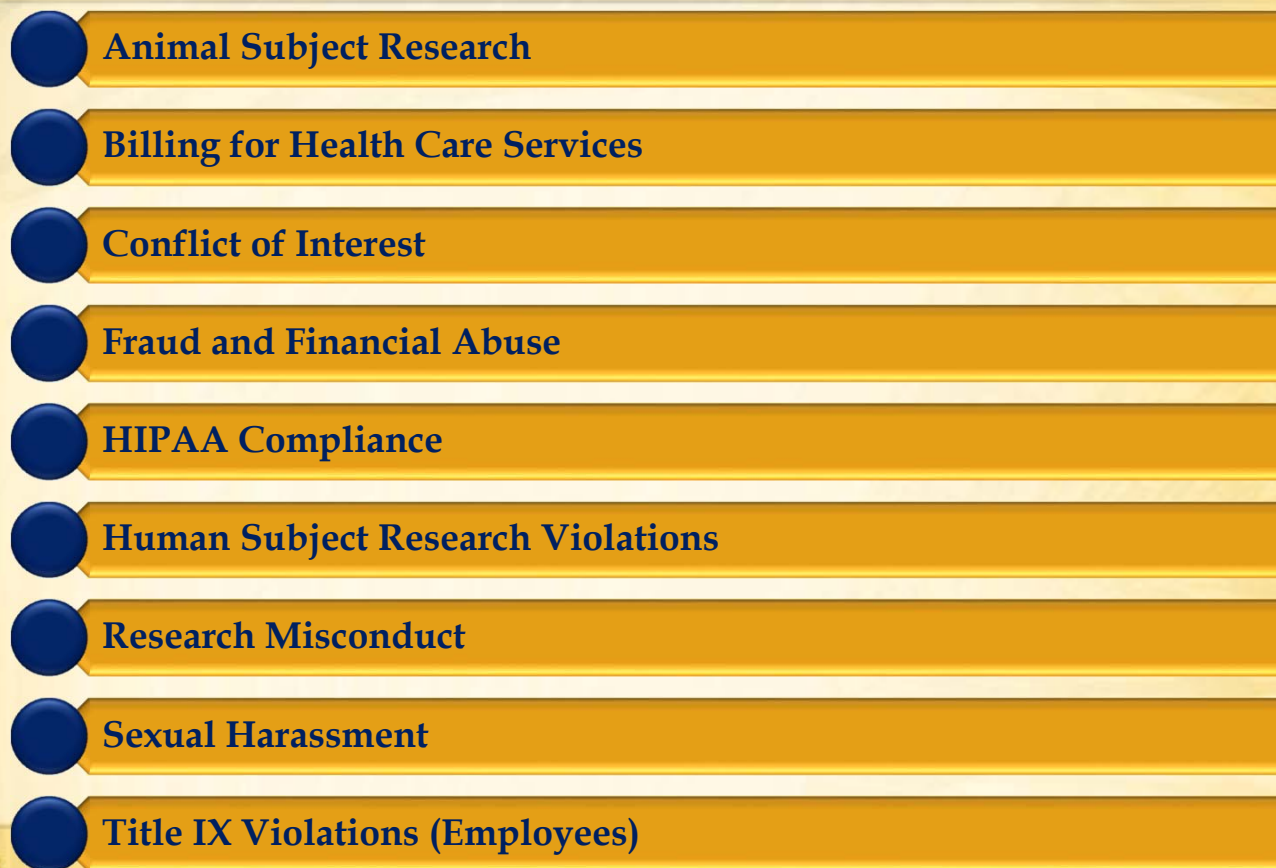 Animal Subject Research
Billing for Health Care Services
Conflict of Interest
Fraud and Financial Abuse
HIPAA Compliance
Human Subject Research Violations
Research Misconduct
Sexual Harassment
Title IX Violations (Employees)